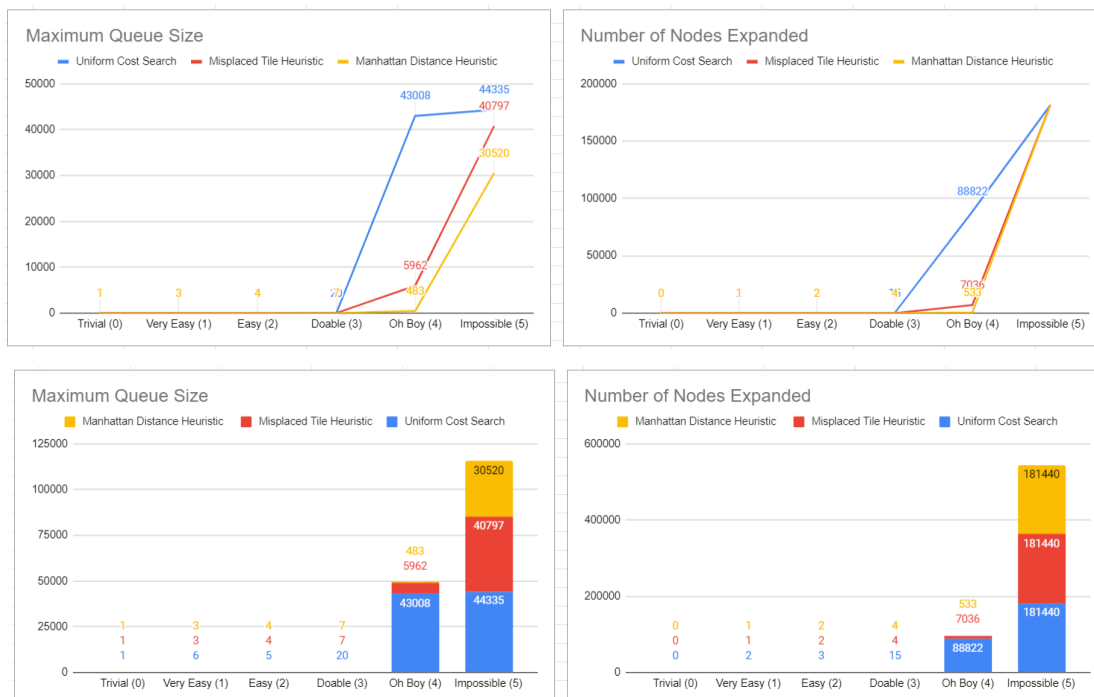 Maximum Queue Size
Uniform Cost Search Misplaced Tile Heuristic Manhattan Distance Heuristic
50000
40000
30000
20000
10000
0
44335
43008
40797
30520
5962
483
1 3 4 7
Trivial (0) Very Easy (1) Easy (2) Doable (3) Oh Boy (4) Impossible (5)
Number of Nodes Expanded
Uniform Cost Search Misplaced Tile Heuristic Manhattan Distance Heuristic
200000
150000
100000
50000
0
88822
7036
0 1 2 4 533
Trivial (0) Very Easy (1) Easy (2) Doable (3) Oh Boy (4) Impossible (5)
Maximum Queue Size
Manhattan Distance Heuristic Misplaced Tile Heuristic Uniform Cost Search
125000
100000
75000
50000
25000
0
30520
40797
483
5962
43008 44335
1 3 4 7
1 3 4 7
1 6 5 20
Trivial (0) Very Easy (1) Easy (2) Doable (3) Oh Boy (4) Impossible (5)
Number of Nodes Expanded
Manhattan Distance Heuristic Misplaced Tile Heuristic Uniform Cost Search
600000
400000
200000
0
181440
181440
181440
533
7036
88822
0 1 2 4
0 1 2 4
0 2 3 15
Trivial (0) Very Easy (1) Easy (2) Doable (3) Oh Boy (4) Impossible (5)